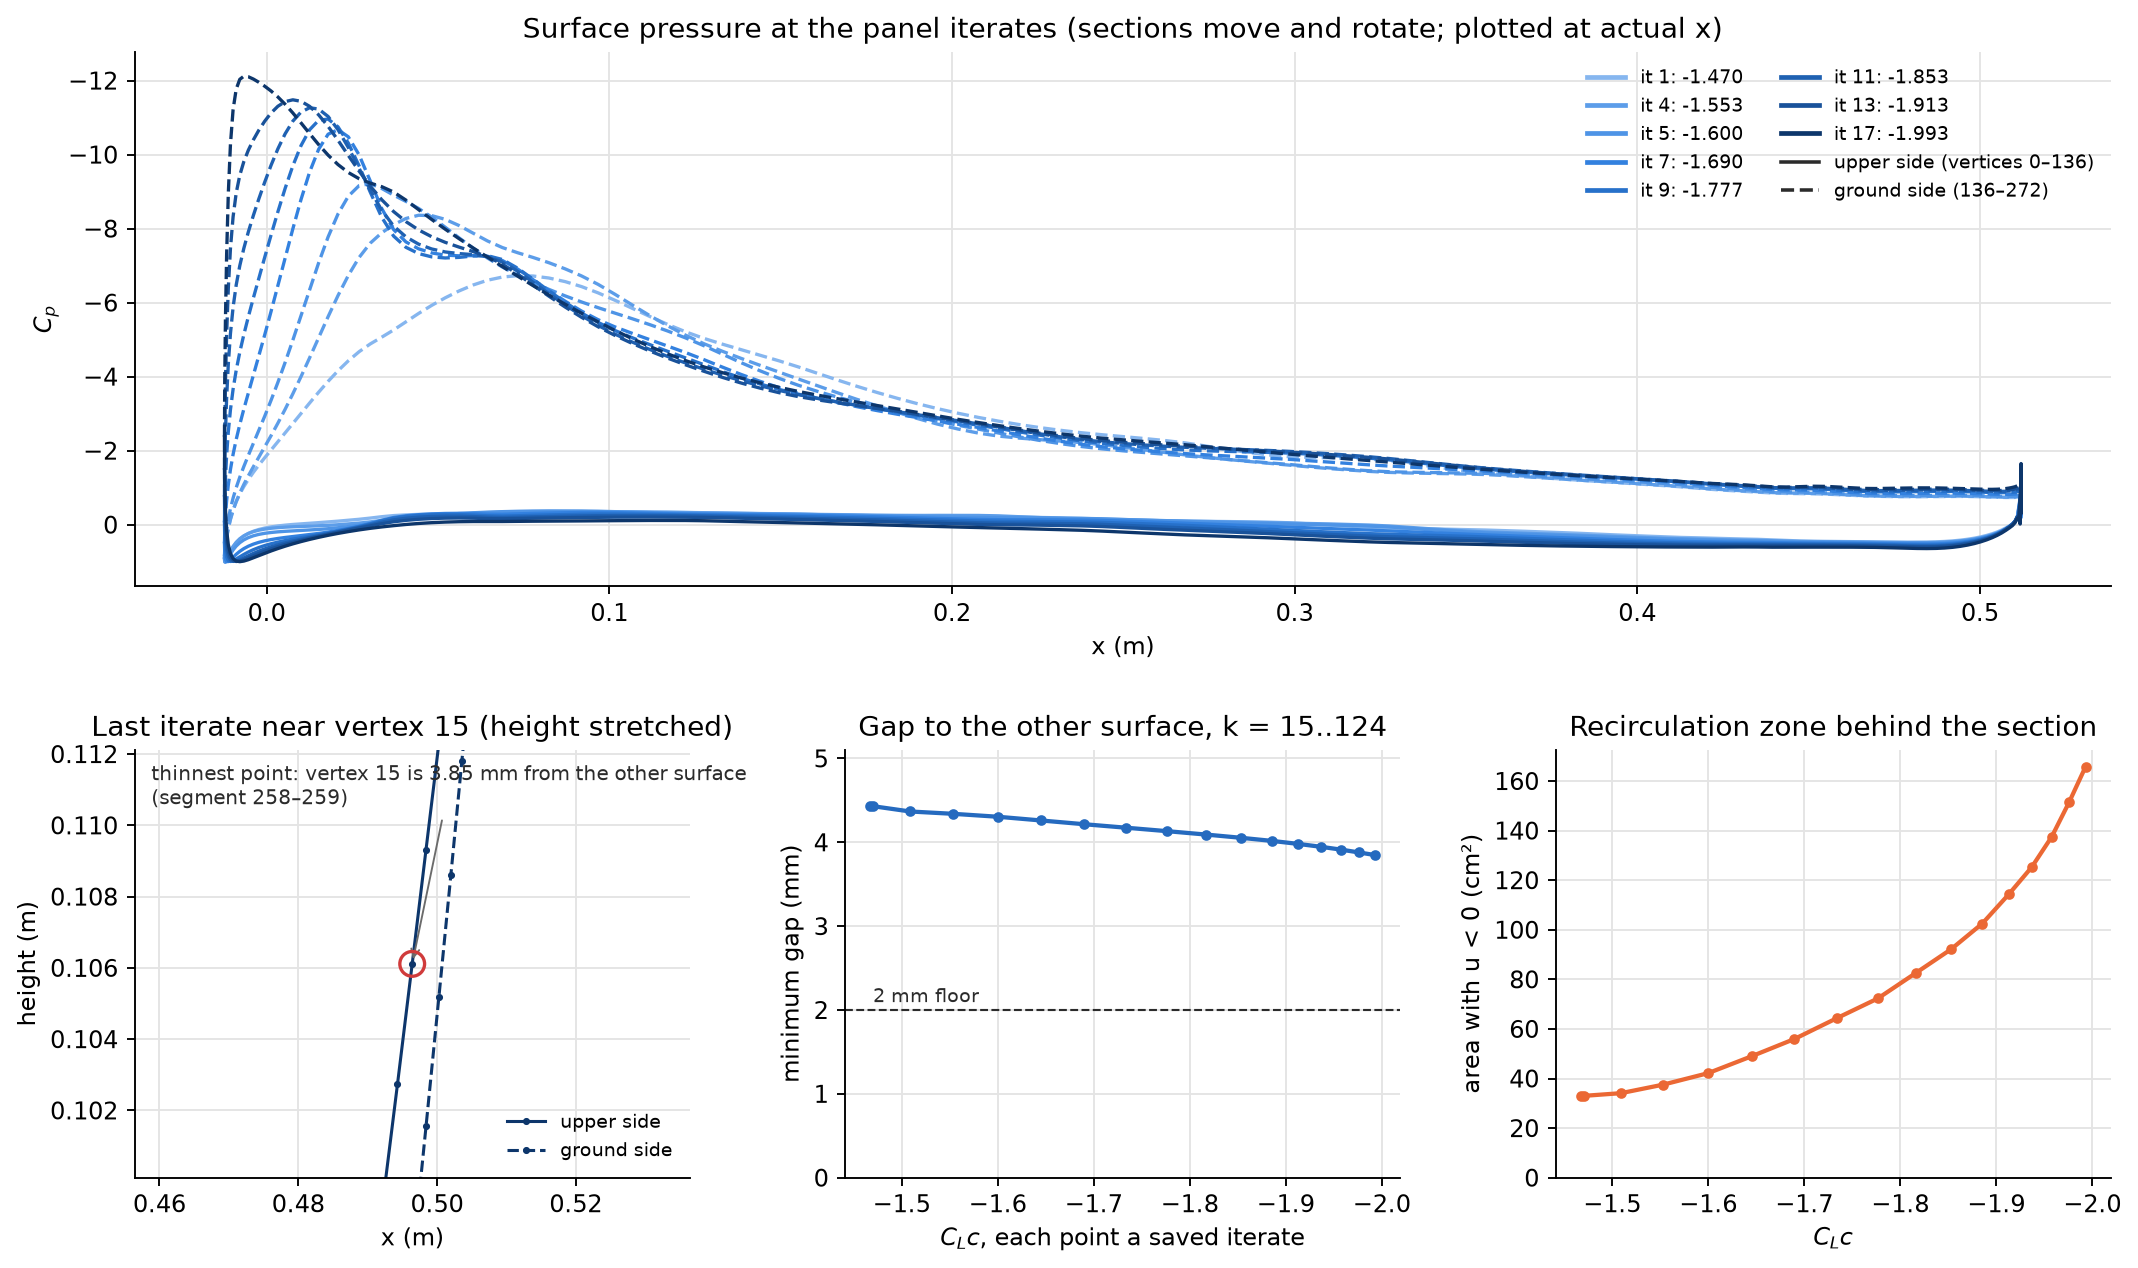 Surface pressure at the panel iterates (sections move and rotate; plotted at actual x)
−12
−10
−8
−6
−4
−2
0
C_p
it 1: -1.470
it 4: -1.553
it 5: -1.600
it 7: -1.690
it 9: -1.777
it 11: -1.853
it 13: -1.913
it 17: -1.993
upper side (vertices 0–136)
ground side (136–272)
0.0 0.1 0.2 0.3 0.4 0.5
x (m)
Last iterate near vertex 15 (height stretched)
thinnest point: vertex 15 is 3.85 mm from the other surface
(segment 258–259)
0.112
0.110
0.108
0.106
0.104
0.102
height (m)
upper side
ground side
0.46 0.48 0.50 0.52
x (m)
Gap to the other surface, k = 15..124
5
4
3
2
1
0
minimum gap (mm)
2 mm floor
−1.5 −1.6 −1.7 −1.8 −1.9 −2.0
C_Lc, each point a saved iterate
Recirculation zone behind the section
160
140
120
100
80
60
40
20
0
area with u < 0 (cm²)
−1.5 −1.6 −1.7 −1.8 −1.9 −2.0
C_Lc